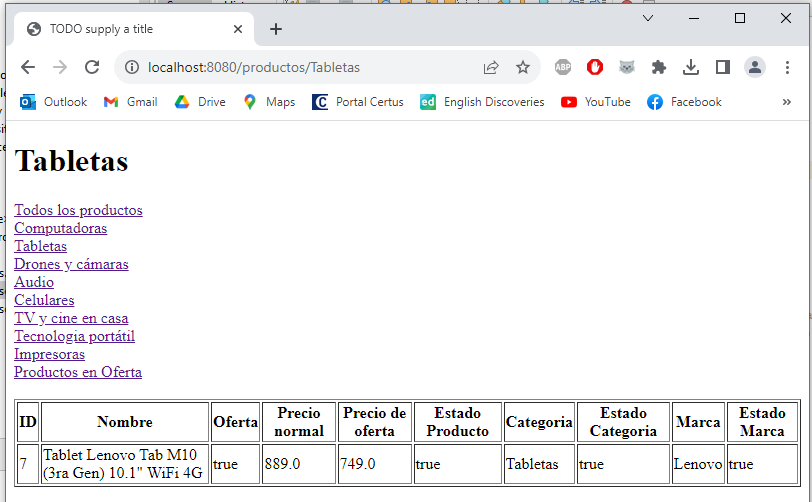 TODO supply a title
localhost:8080/productos/Tabletas
ABP
Outlook Gmail Drive Maps Portal Certus ed English Discoveries YouTube Facebook »
Tabletas
Todos los productos
Computadoras
Tabletas
Drones y cámaras
Audio
Celulares
TV y cine en casa
Tecnologia portátil
Impresoras
Productos en Oferta
ID Nombre Oferta Precio normal Precio de oferta Estado Producto Categoria Estado Categoria Marca Estado Marca
7 Tablet Lenovo Tab M10 (3ra Gen) 10.1" WiFi 4G true 889.0 749.0 true Tabletas true Lenovo true